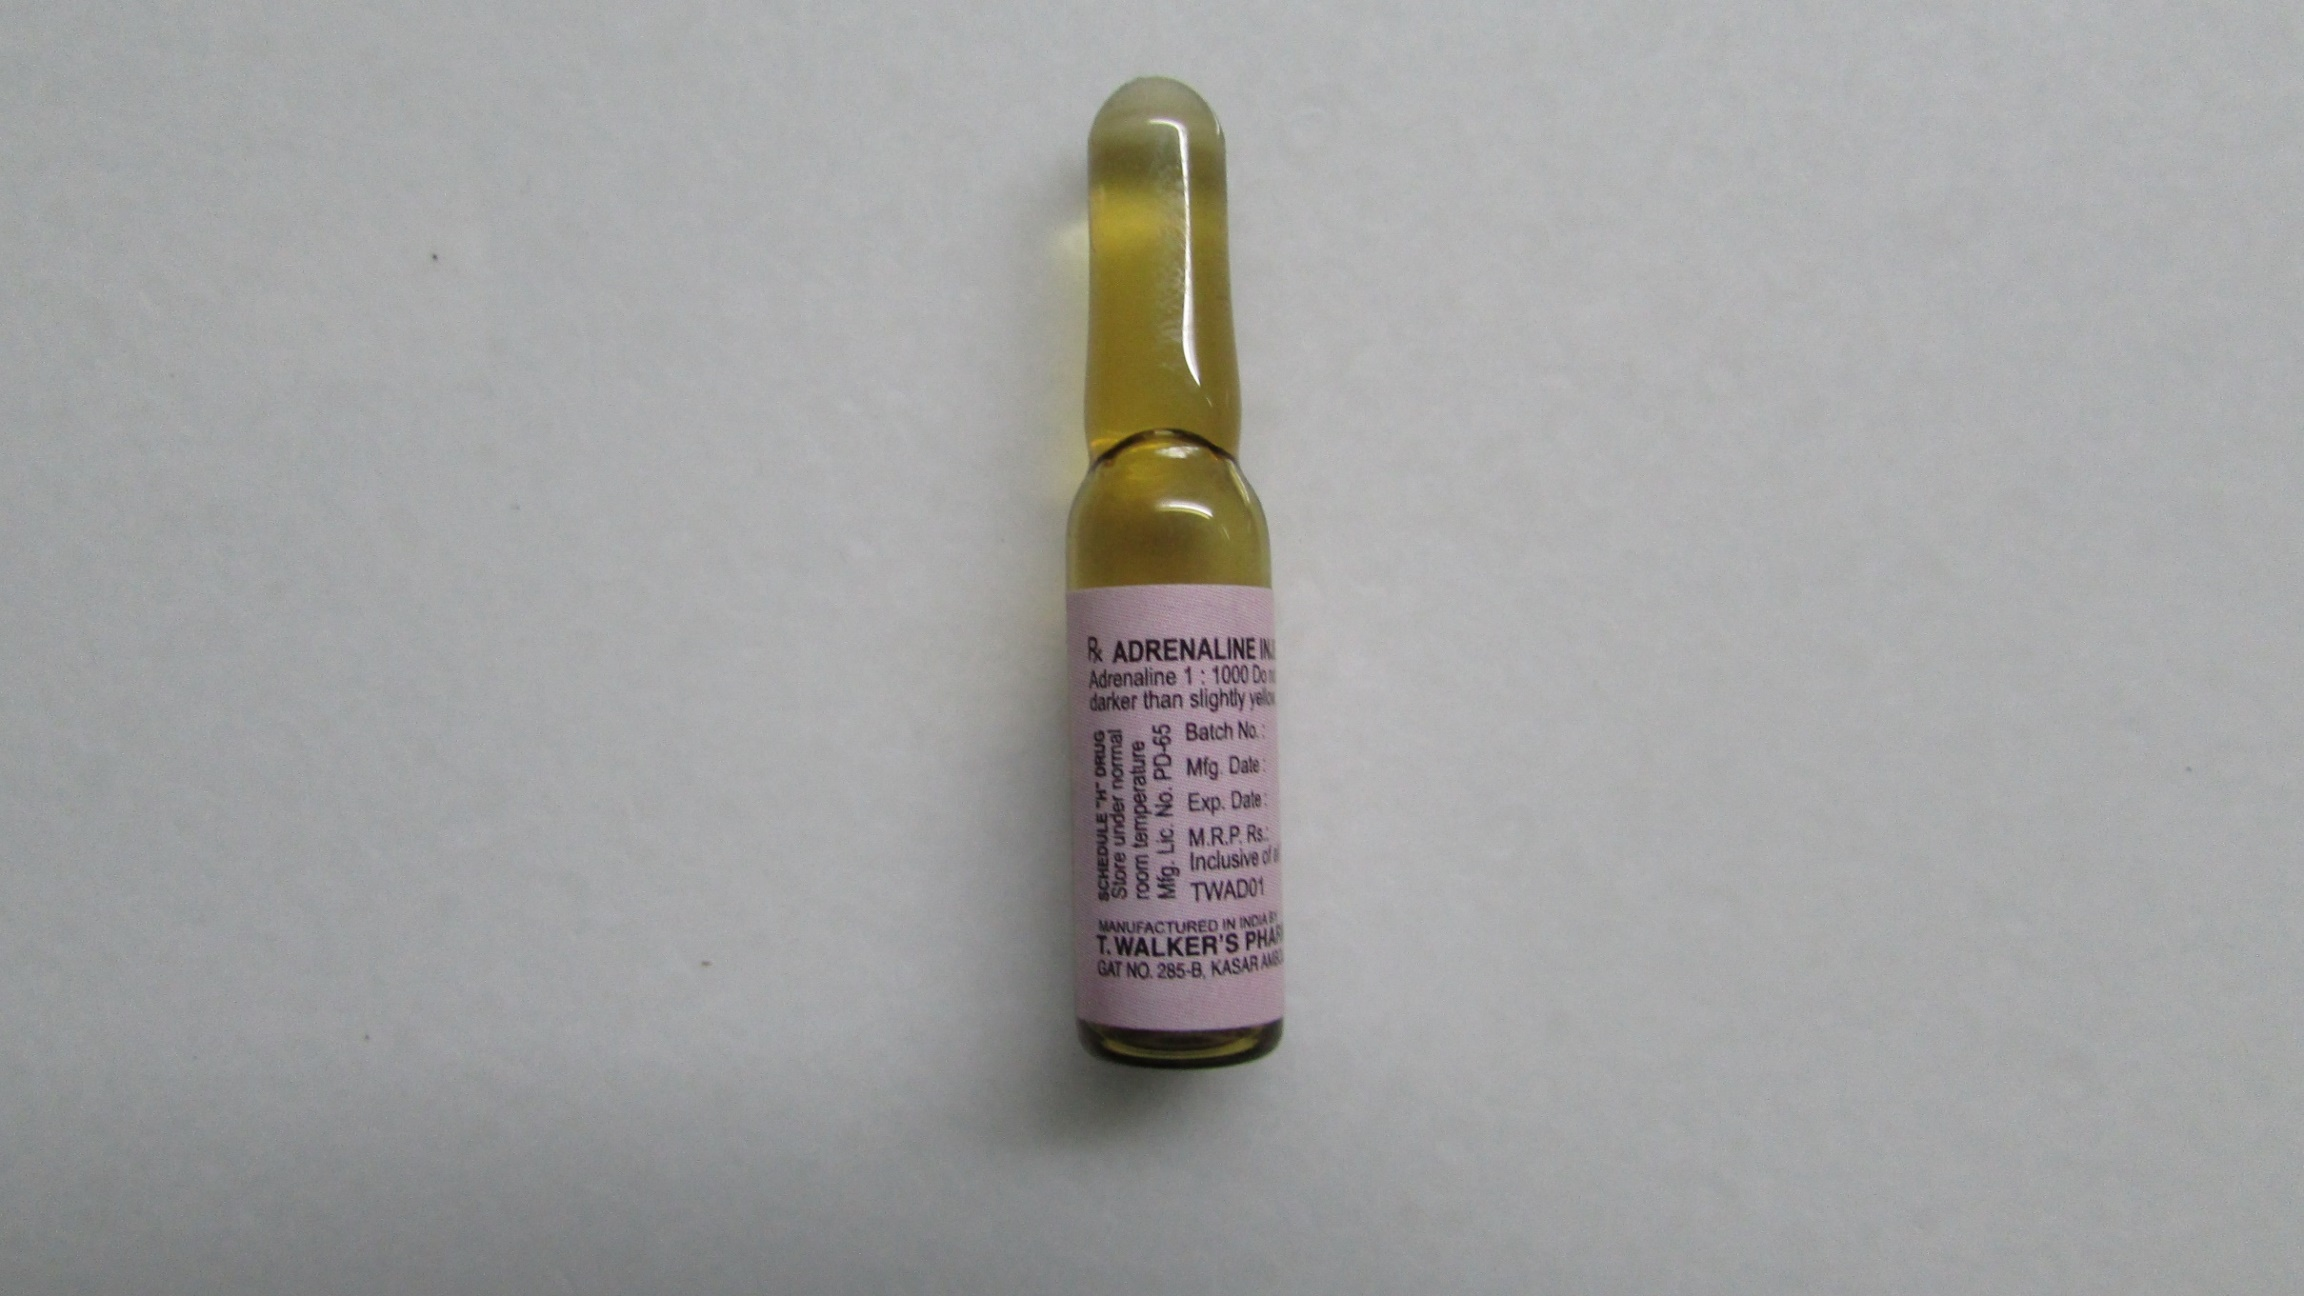 ℞ ADRENALINE
Adrenaline 1 : 1000 Do
darker than slightly
SCHEDULE "H" DRUG
Store under normal
room temperature
Mfg. Lic. No. PD-65
Batch No. :
Mfg. Date :
Exp. Date :
M.R.P. Rs.:
Inclusive of
TWAD01
MANUFACTURED IN INDIA BY
T. WALKER'S
GAT NO. 285-B, KASAR